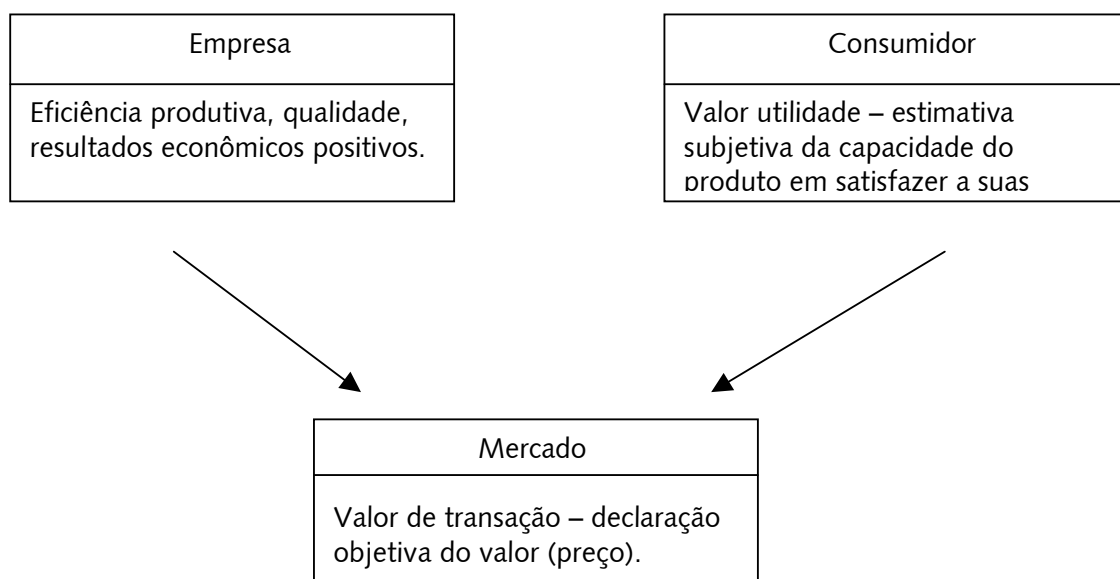 Empresa
Eficiência produtiva, qualidade,
resultados econômicos positivos.
Consumidor
Valor utilidade – estimativa
subjetiva da capacidade do
produto em satisfazer a suas
Mercado
Valor de transação – declaração
objetiva do valor (preço).